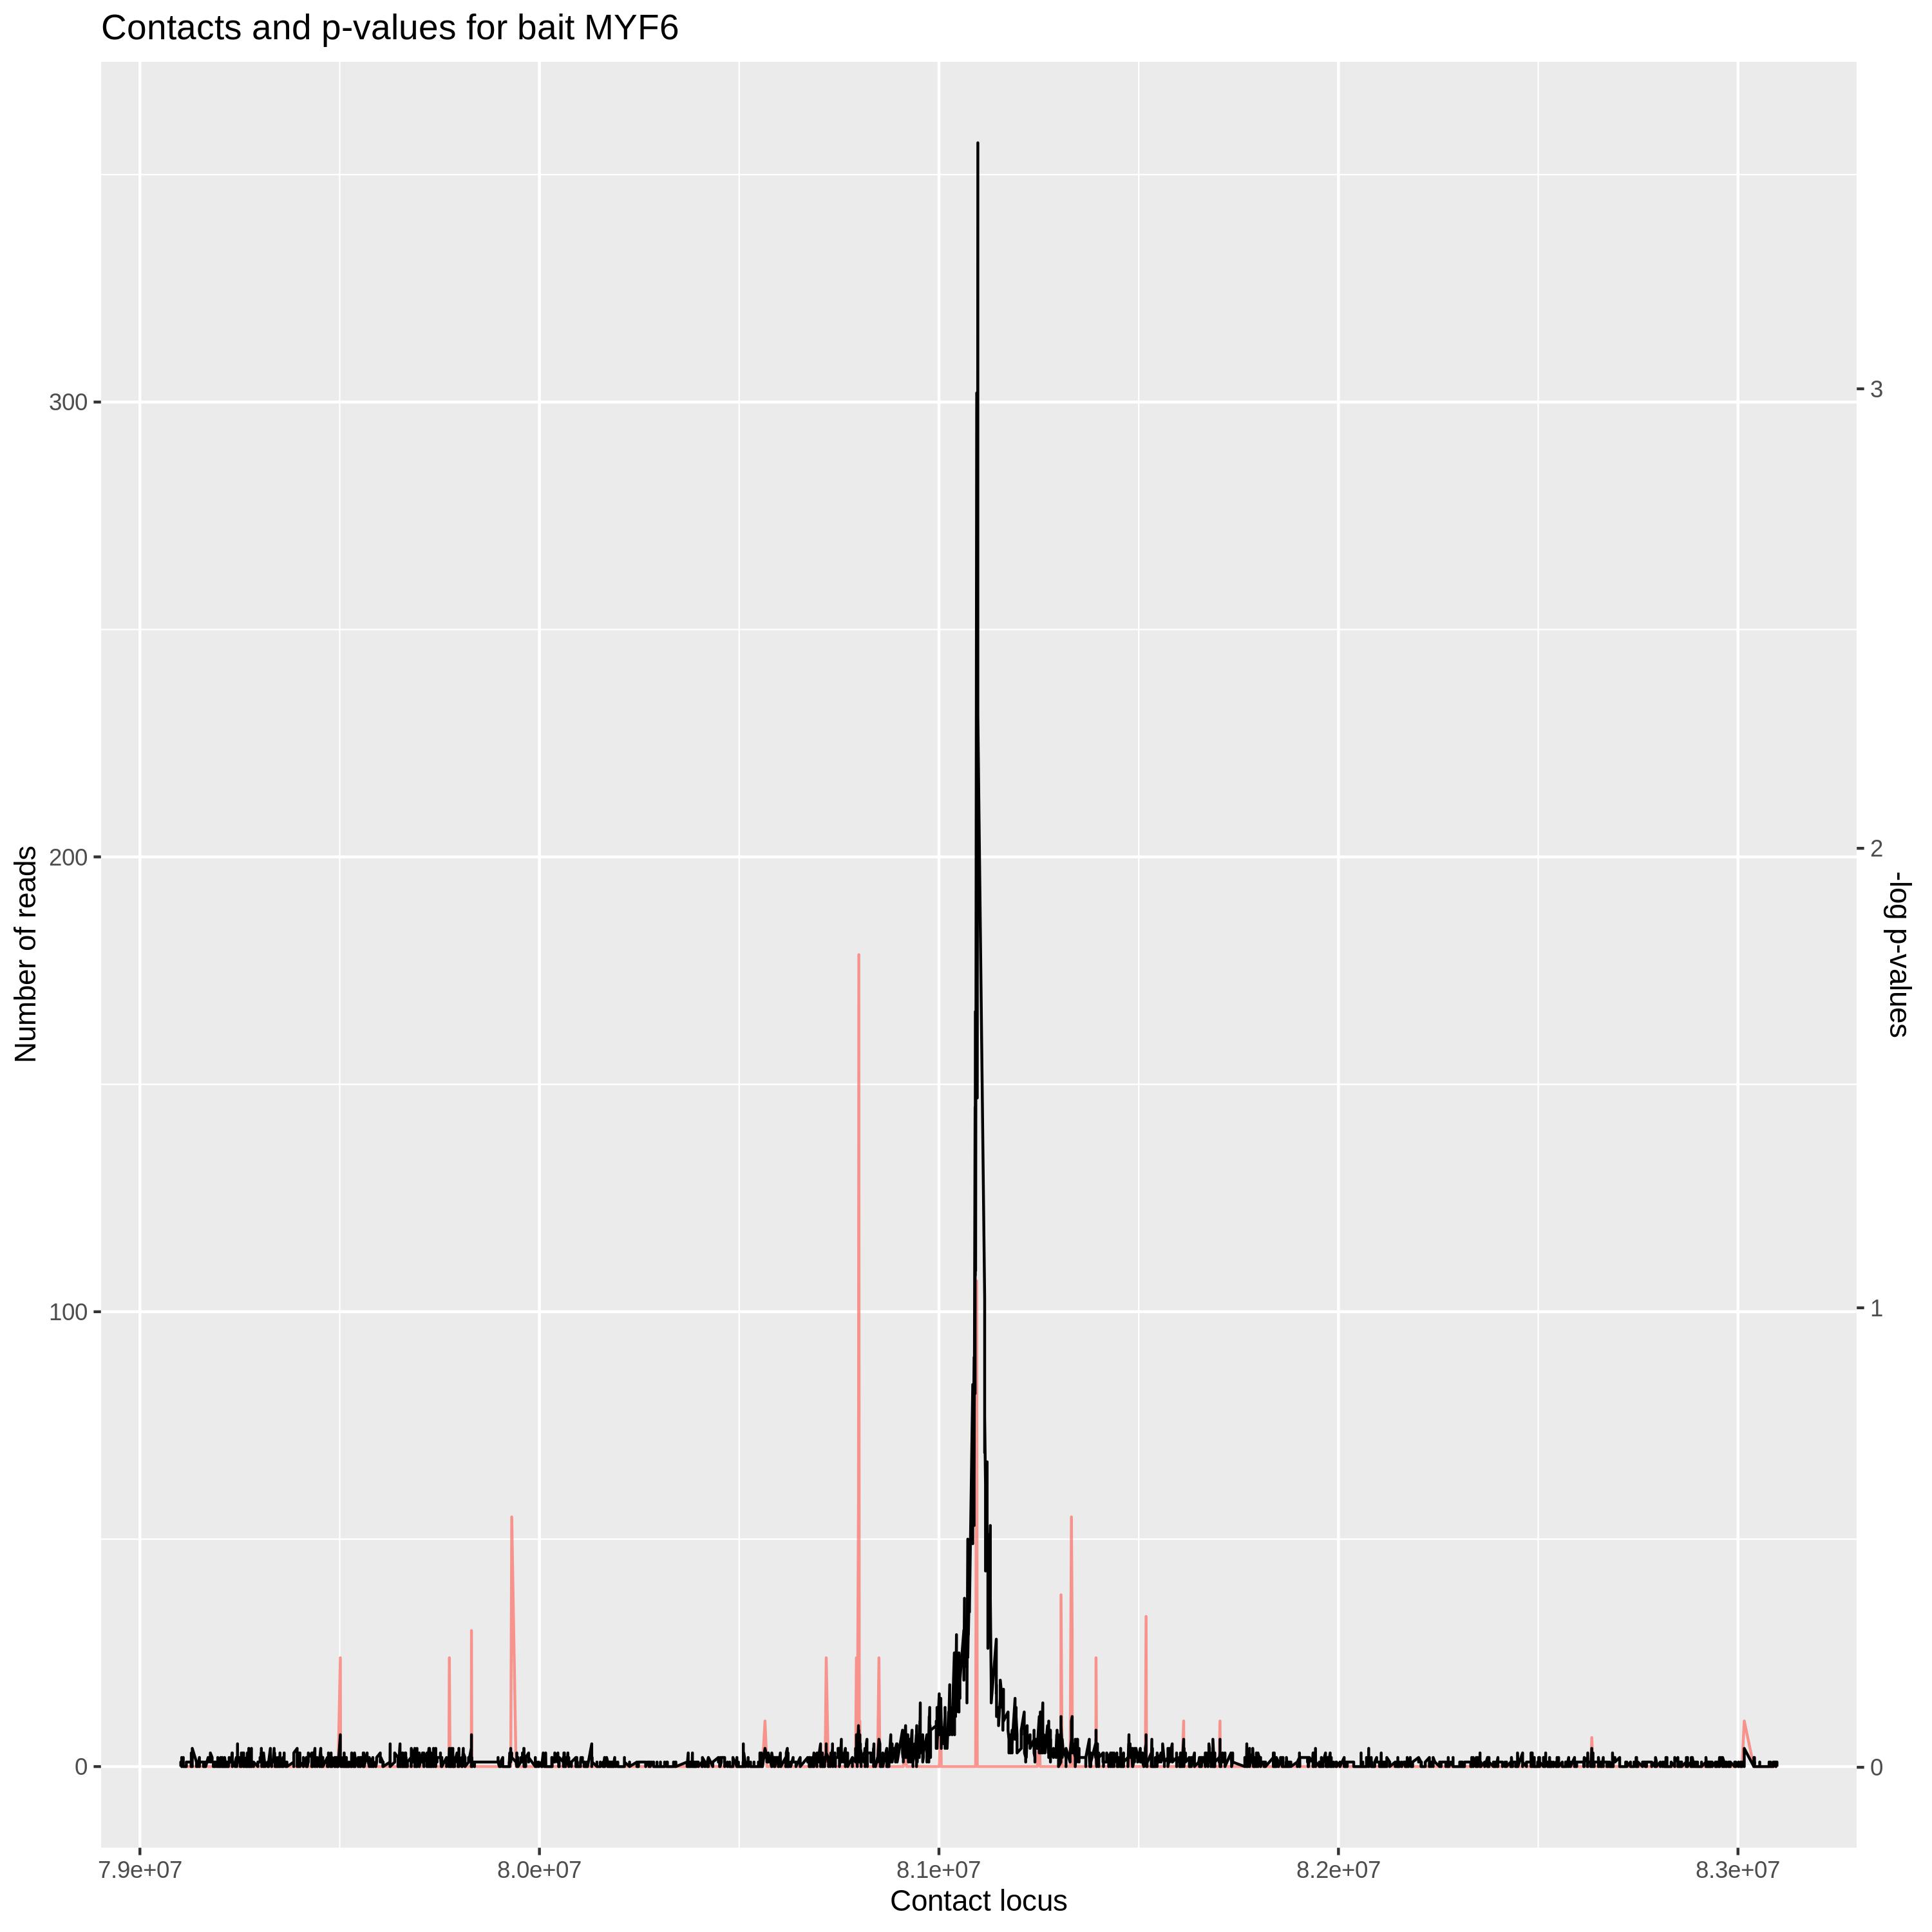 Contacts and p-values for bait MYF6
300
200
100
0
Number of reads
3
2
1
0
-log p-values
7.9e+07
8.0e+07
8.1e+07
8.2e+07
8.3e+07
Contact locus